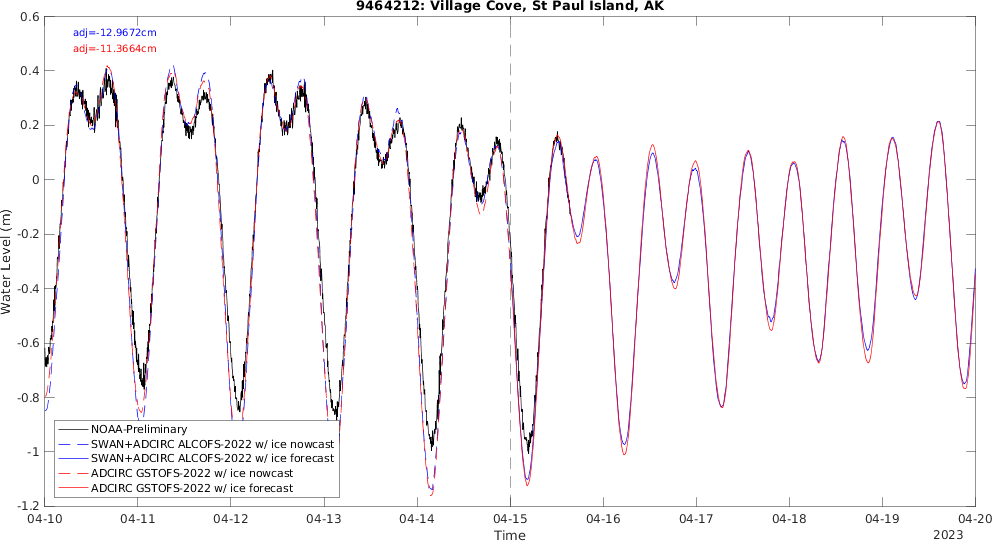 9464212: Village Cove, St Paul Island, AK
adj=-12.9672cm
adj=-11.3664cm
Water Level (m)
0.6
0.4
0.2
0
-0.2
-0.4
-0.6
-0.8
-1
-1.2
NOAA-Preliminary
SWAN+ADCIRC ALCOFS-2022 w/ ice nowcast
SWAN+ADCIRC ALCOFS-2022 w/ ice forecast
ADCIRC GSTOFS-2022 w/ ice nowcast
ADCIRC GSTOFS-2022 w/ ice forecast
04-10 04-11 04-12 04-13 04-14 04-15 04-16 04-17 04-18 04-19 04-20
Time
2023